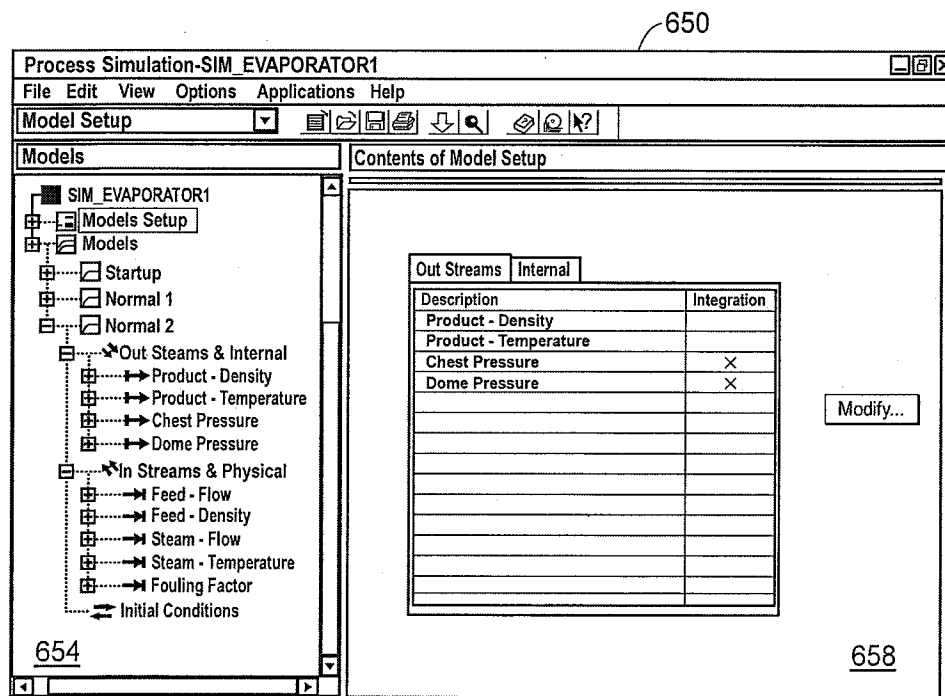 650
Process Simulation-SIM_EVAPORATOR1
File Edit View Options Applications Help
Model Setup
Models
Contents of Model Setup
SIM_EVAPORATOR1
Models Setup
Models
Startup
Normal 1
Normal 2
Out Steams & Internal
Product - Density
Product - Temperature
Chest Pressure
Dome Pressure
In Streams & Physical
Feed - Flow
Feed - Density
Steam - Flow
Steam - Temperature
Fouling Factor
Initial Conditions
654
Out Streams Internal
Description Integration
Product - Density
Product - Temperature
Chest Pressure X
Dome Pressure X
Modify...
658